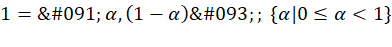 1 = &#091; α, (1 − α)&#093;; {α|0 ≤ α < 1}